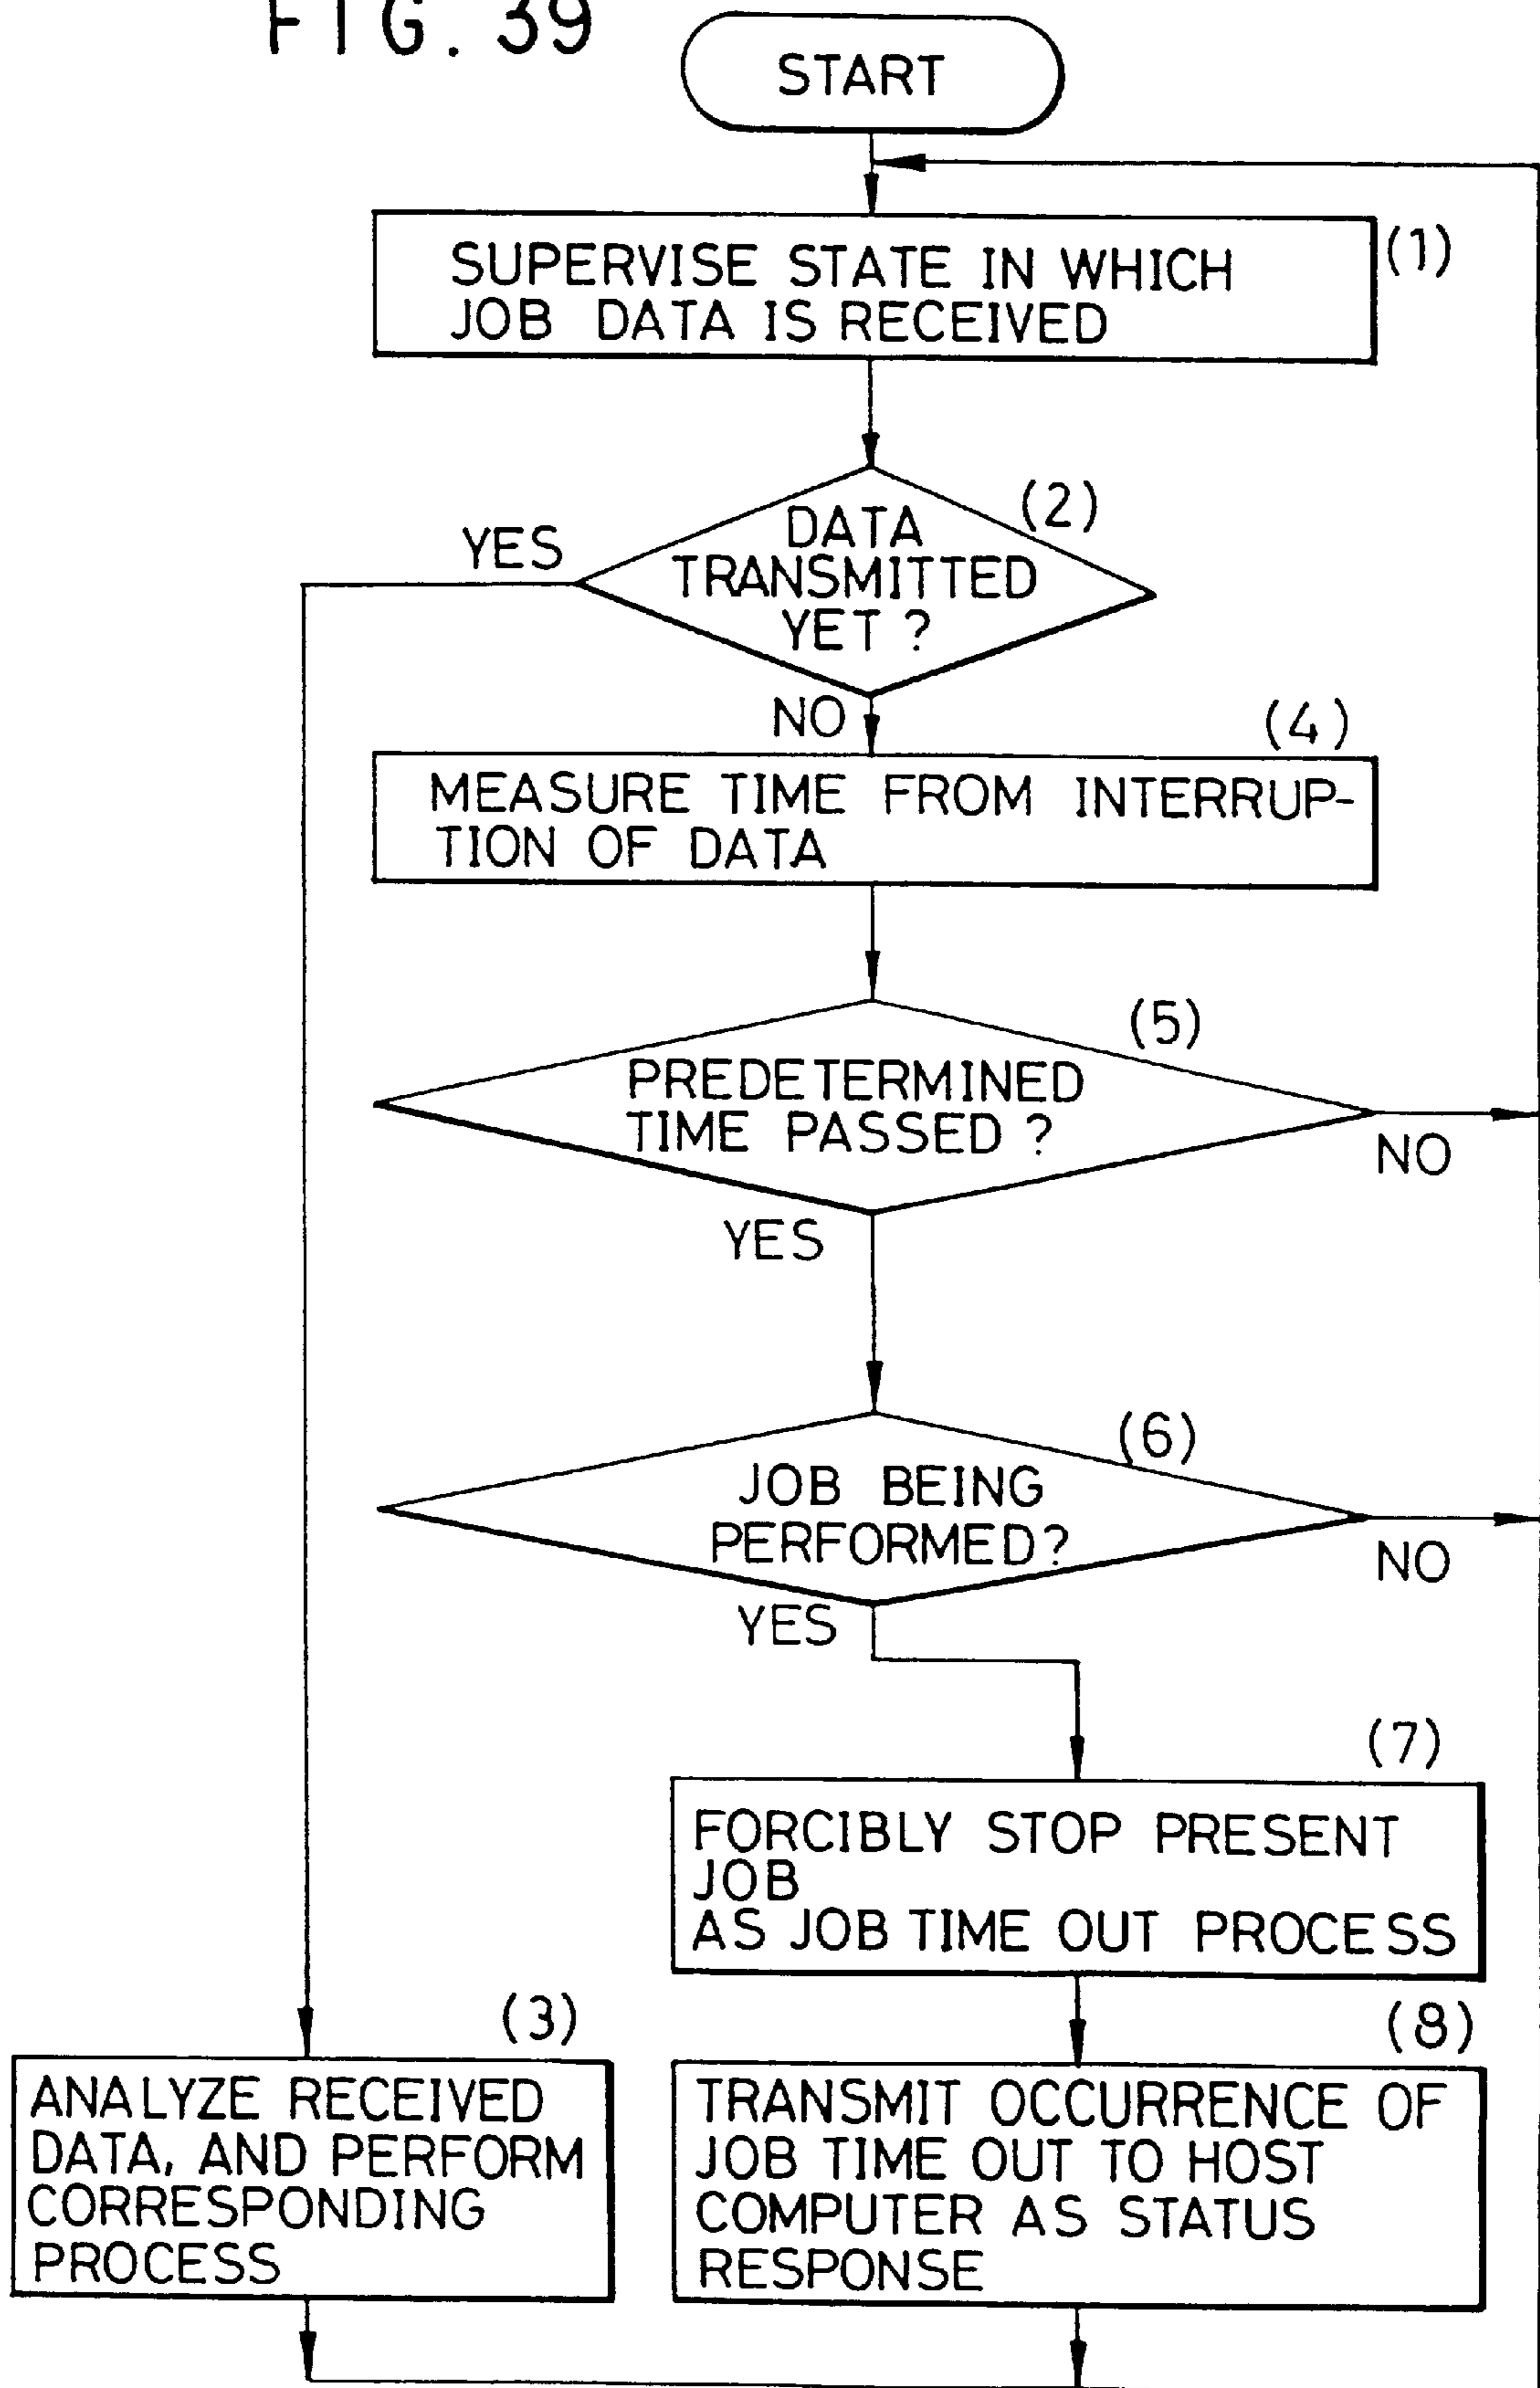 FIG. 39
START
SUPERVISE STATE IN WHICH
JOB DATA IS RECEIVED
(1)
(2)
DATA
TRANSMITTED
YET ?
YES
NO
(4)
MEASURE TIME FROM INTERRUP-
TION OF DATA
(5)
PREDETERMINED
TIME PASSED ?
NO
YES
(6)
JOB BEING
PERFORMED?
NO
YES
(7)
FORCIBLY STOP PRESENT
JOB
AS JOB TIME OUT PROCESS
(3)
ANALYZE RECEIVED
DATA, AND PERFORM
CORRESPONDING
PROCESS
(8)
TRANSMIT OCCURRENCE OF
JOB TIME OUT TO HOST
COMPUTER AS STATUS
RESPONSE